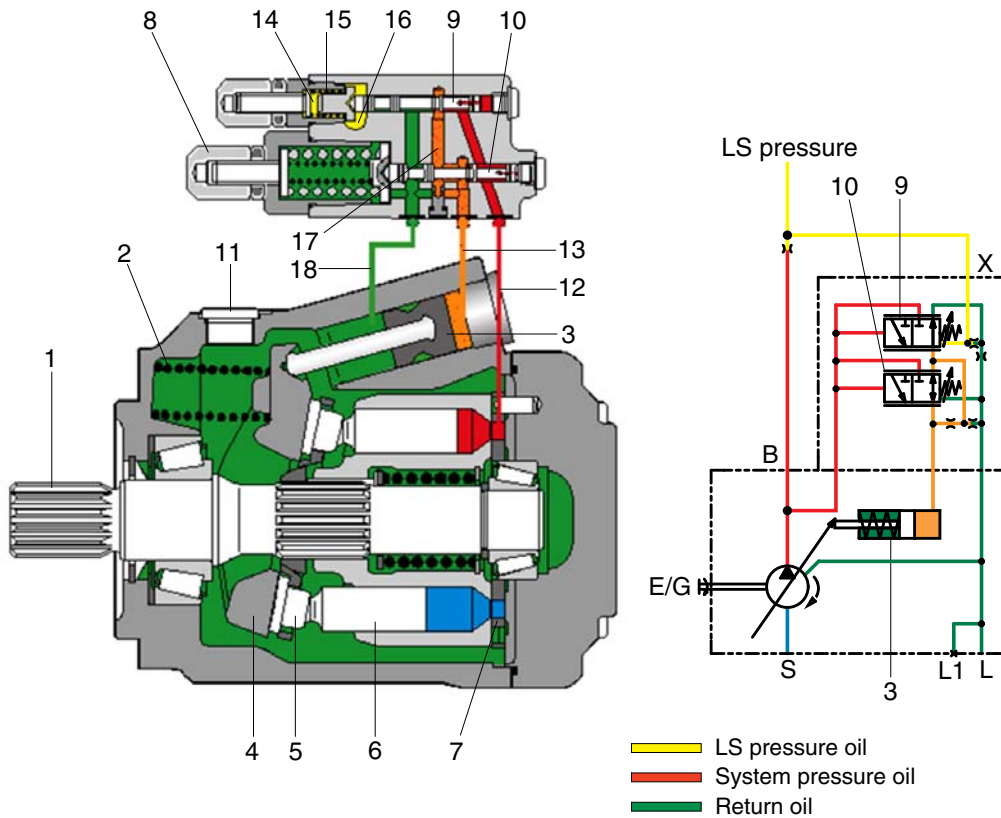 8
14
15
16
9
10
17
18
13
12
2
11
3
1
4
5
6
7
LS pressure
10
9
X
B
E/G
S
L1
L
3
LS pressure oil
System pressure oil
Return oil